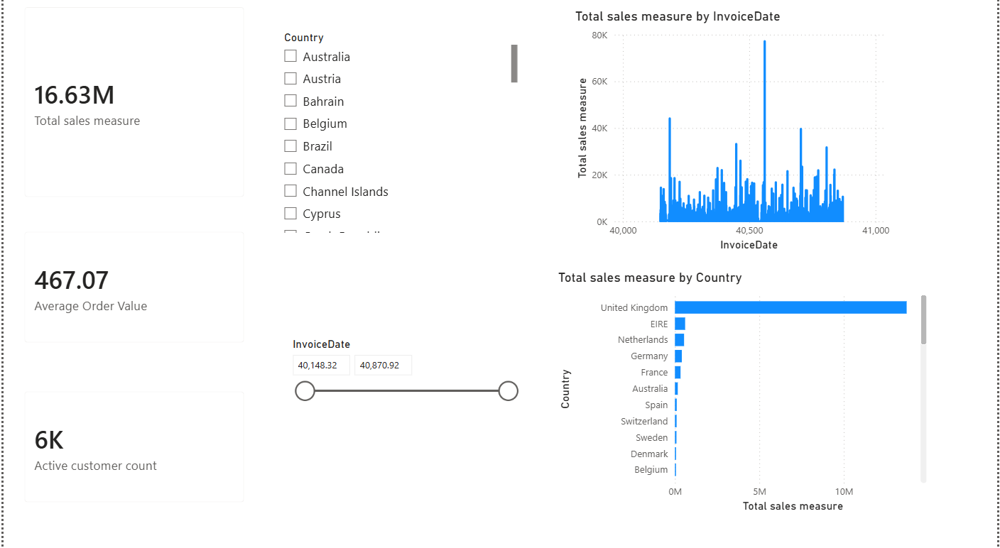 16.63M
Total sales measure
467.07
Average Order Value
6K
Active customer count
Country
Australia
Austria
Bahrain
Belgium
Brazil
Canada
Channel Islands
Cyprus
InvoiceDate
40,148.32 40,870.92
Total sales measure by InvoiceDate
Total sales measure
80K
60K
40K
20K
0K
40,000 40,500 41,000
InvoiceDate
Total sales measure by Country
Country
United Kingdom
EIRE
Netherlands
Germany
France
Australia
Spain
Switzerland
Sweden
Denmark
Belgium
0M 5M 10M
Total sales measure